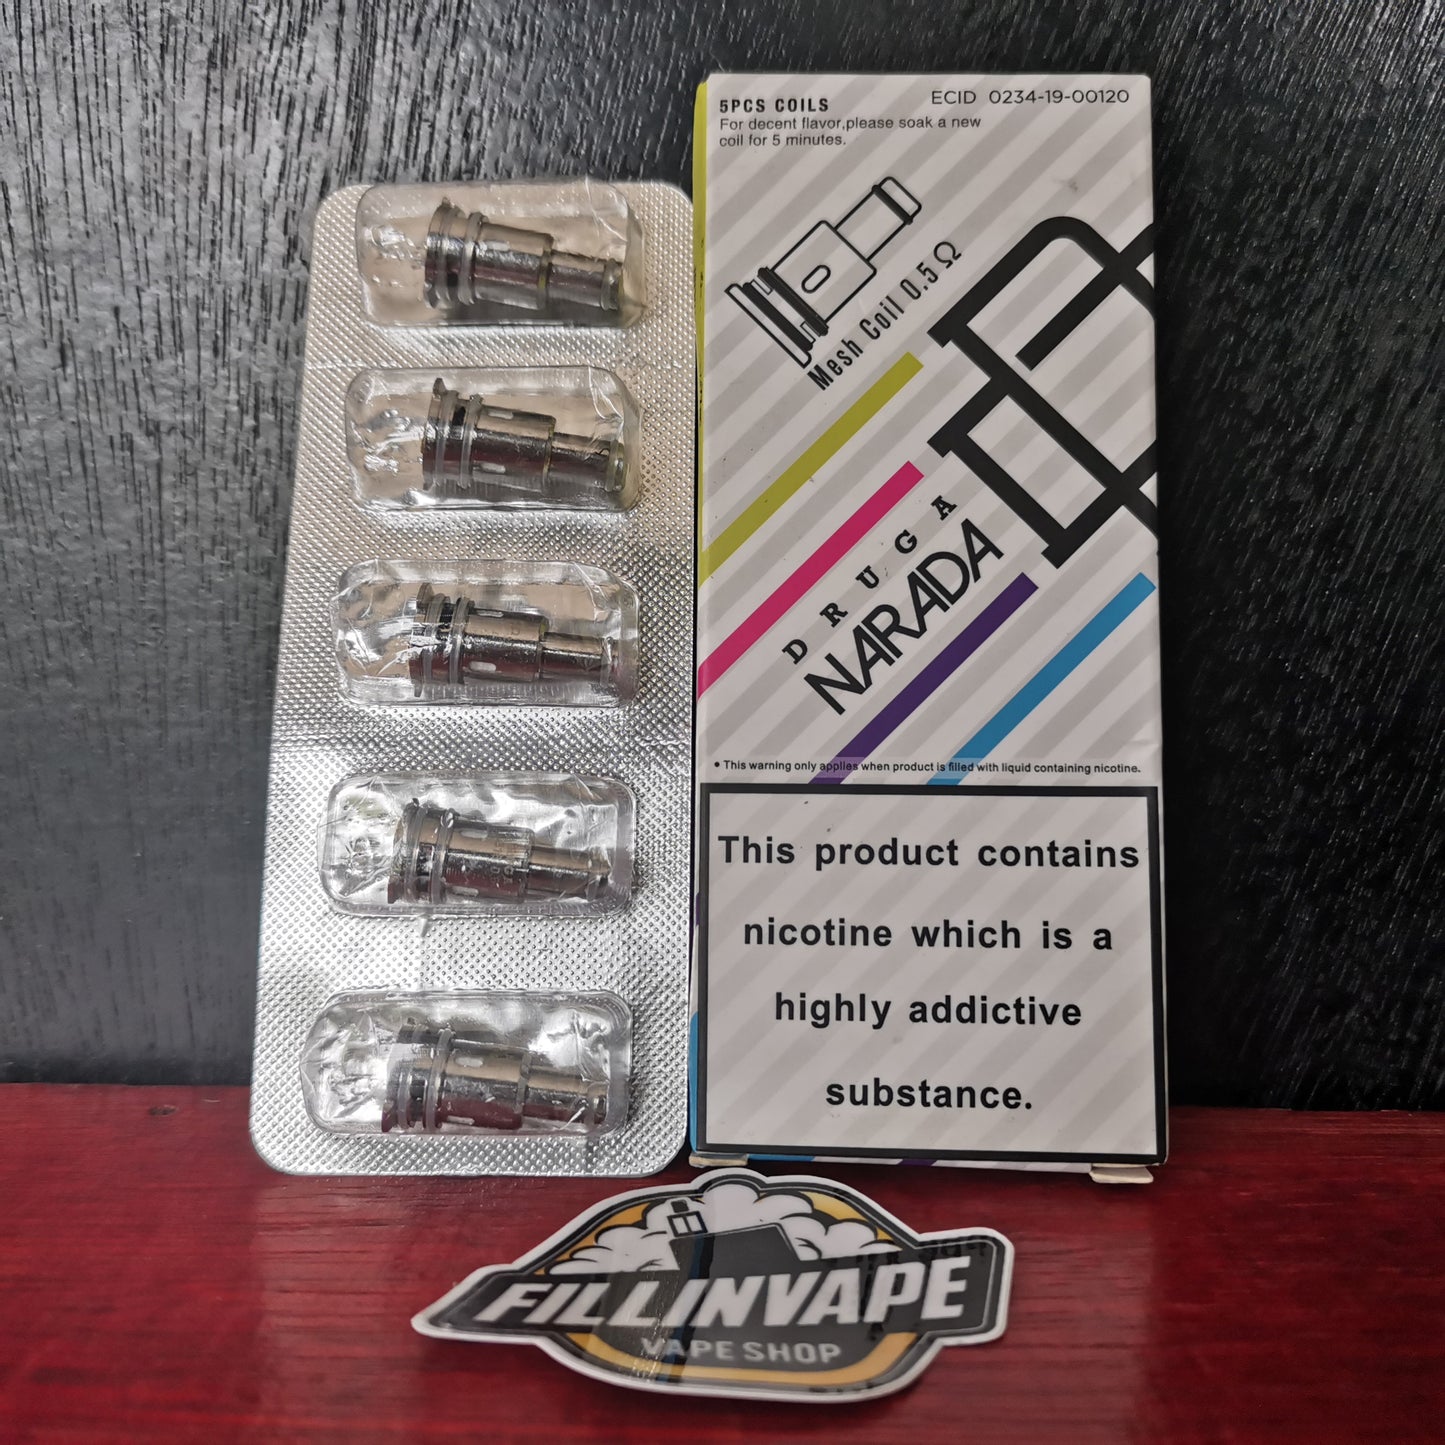 5PCS COILS
ECID 0234-19-00120
For decent flavor,please soak a new
coil for 5 minutes.
Mesh Coil 0.5 Ω
DRUGA
NARADA
• This warning only applies when product is filled with liquid containing nicotine.
This product contains
nicotine which is a
highly addictive
substance.
FILLINVAPE
VAPE SHOP